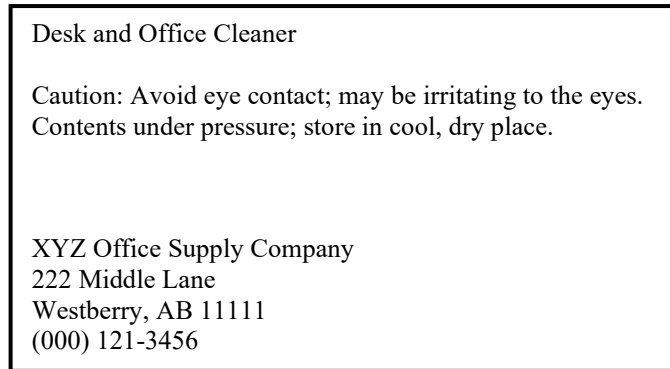 Desk and Office Cleaner
Caution: Avoid eye contact; may be irritating to the eyes.
Contents under pressure; store in cool, dry place.
XYZ Office Supply Company
222 Middle Lane
Westberry, AB 11111
(000) 121-3456